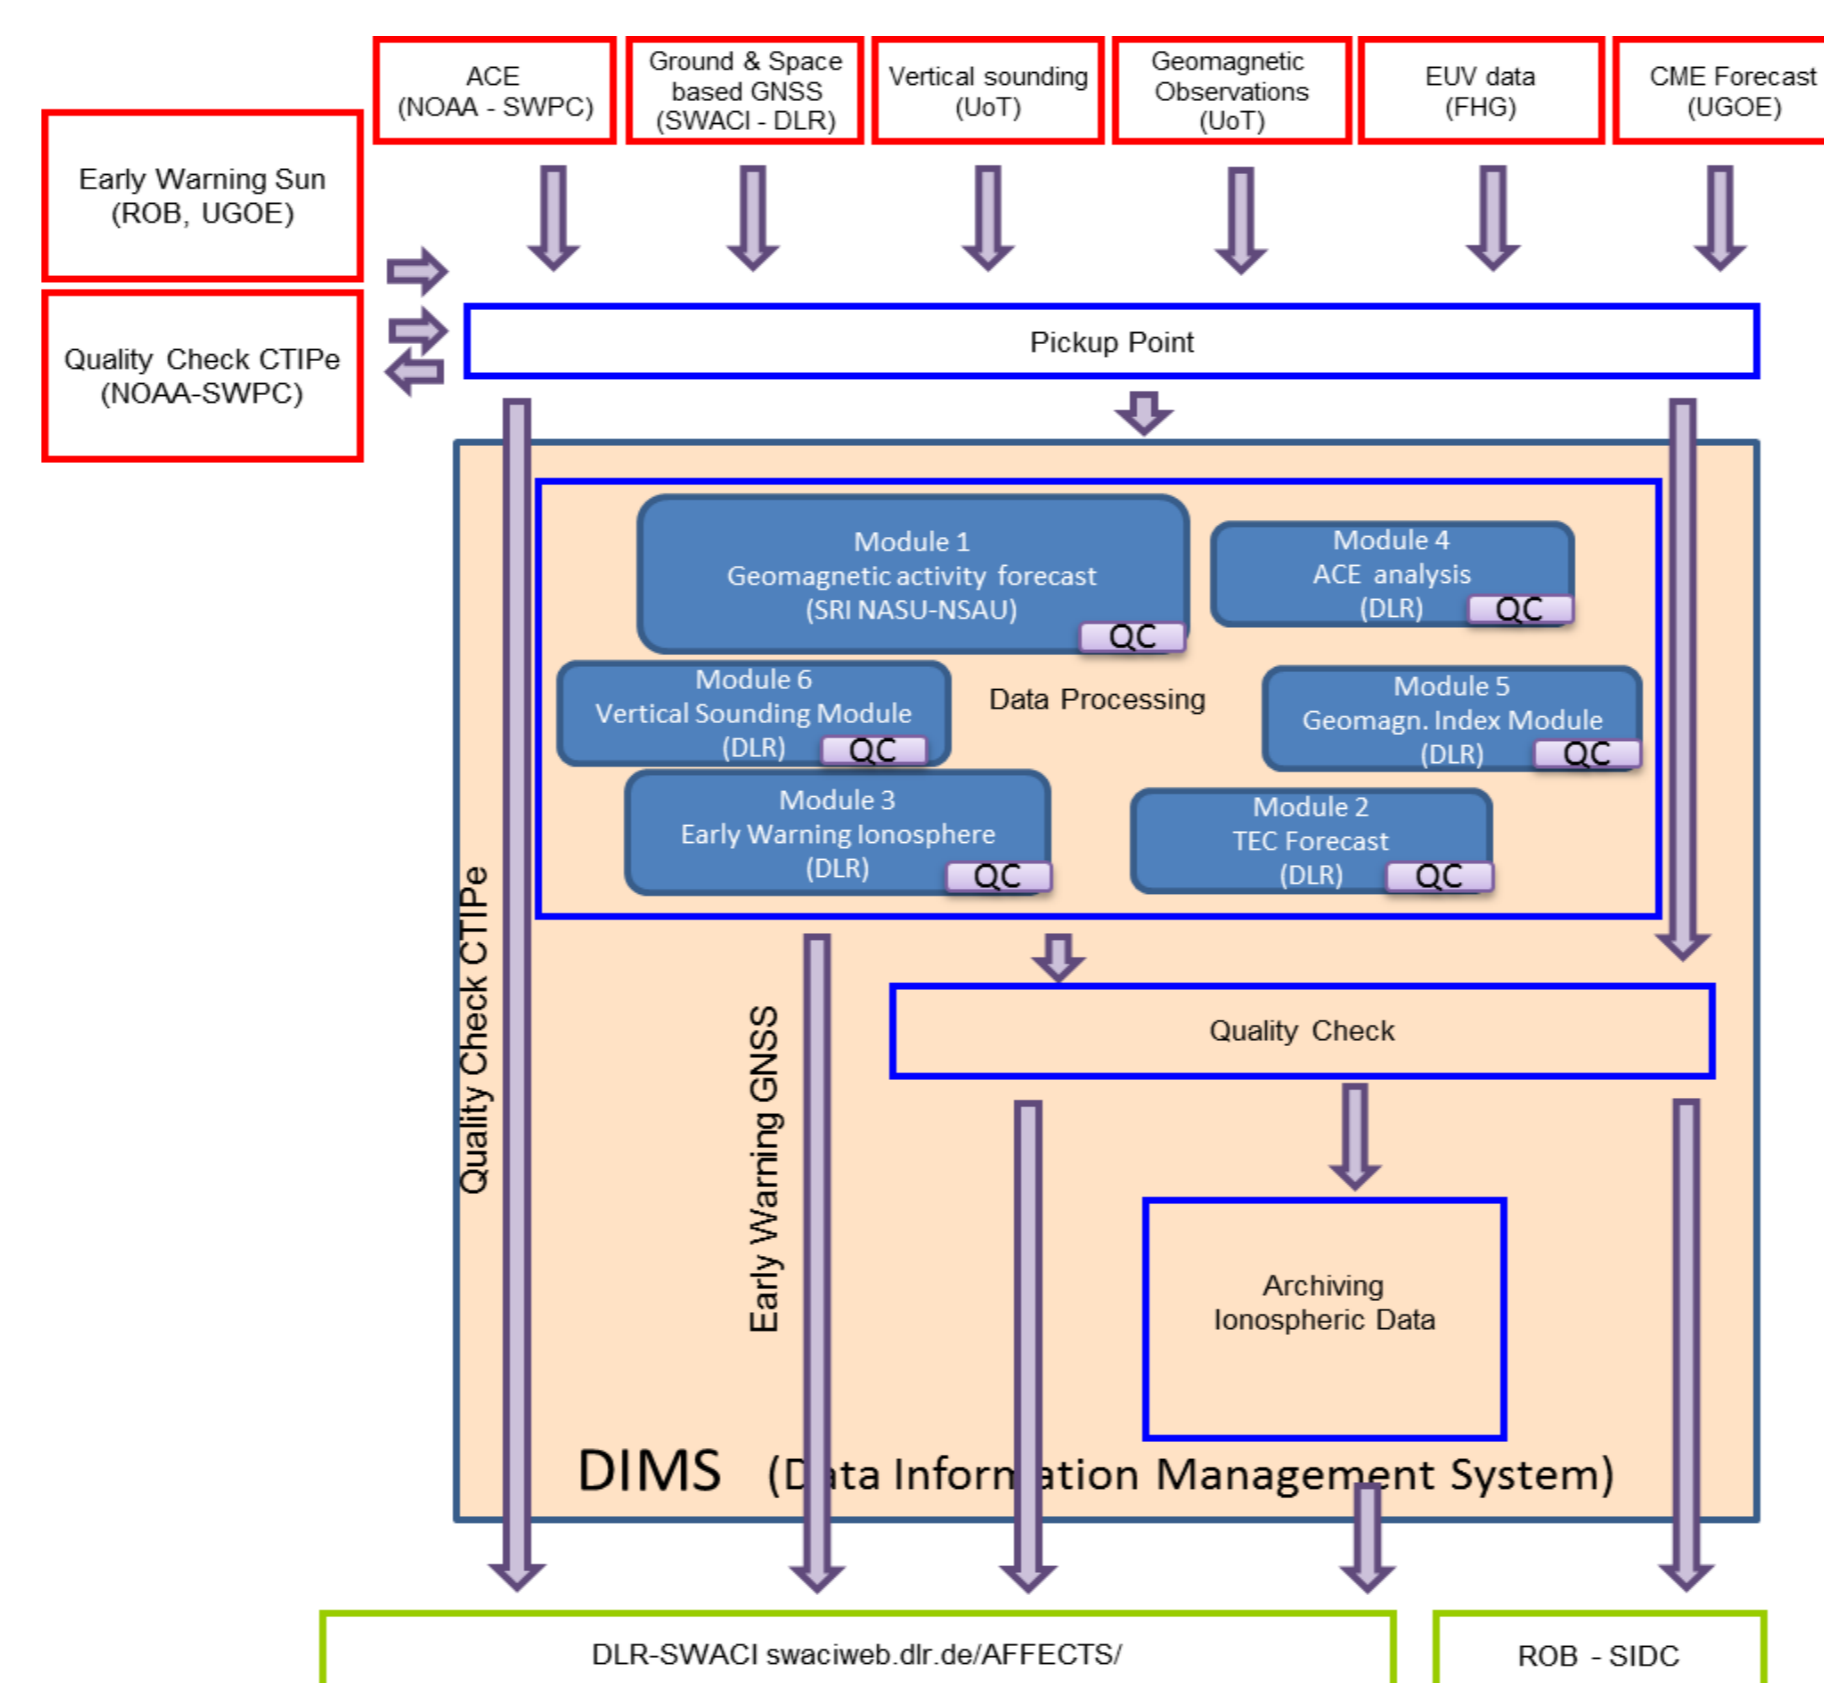 ACE
(NOAA - SWPC)
Ground & Space
based GNSS
(SWACI - DLR)
Vertical sounding
(UoT)
Geomagnetic
Observations
(UoT)
EUV data
(FHG)
CME Forecast
(UGOE)
Early Warning Sun
(ROB, UGOE)
Quality Check CTIPe
(NOAA-SWPC)
Pickup Point
Module 1
Geomagnetic activity forecast
(SRI NASU-NSAU)
QC
Module 4
ACE analysis
(DLR)
QC
Module 6
Vertical Sounding Module
(DLR)
QC
Data Processing
Module 5
Geomagn. Index Module
(DLR)
QC
Module 3
Early Warning Ionosphere
(DLR)
QC
Module 2
TEC Forecast
(DLR)
QC
Quality Check CTIPe
Early Warning GNSS
Quality Check
Archiving
Ionospheric Data
DIMS (Data Information Management System)
DLR-SWACI swaciweb.dlr.de/AFFECTS/
ROB - SIDC